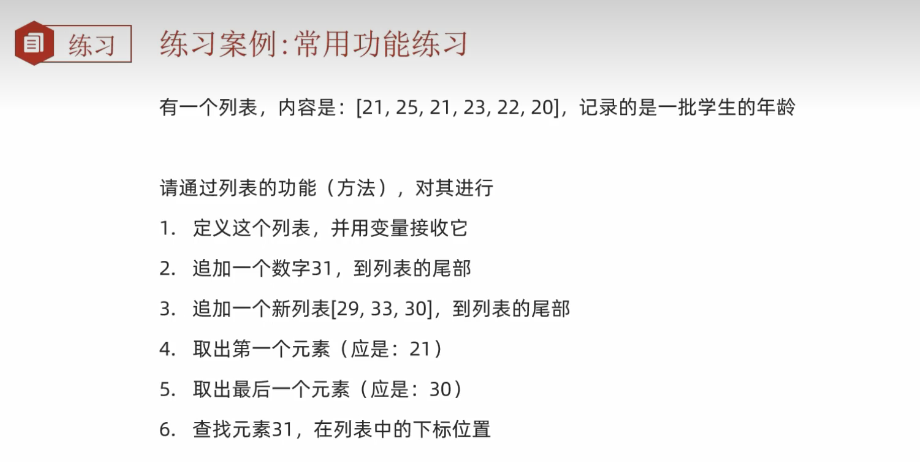 练习
练习案例:常用功能练习
有一个列表，内容是：[21, 25, 21, 23, 22, 20]，记录的是一批学生的年龄
请通过列表的功能（方法），对其进行
1. 定义这个列表，并用变量接收它
2. 追加一个数字31，到列表的尾部
3. 追加一个新列表[29, 33, 30]，到列表的尾部
4. 取出第一个元素（应是：21）
5. 取出最后一个元素（应是：30）
6. 查找元素31，在列表中的下标位置